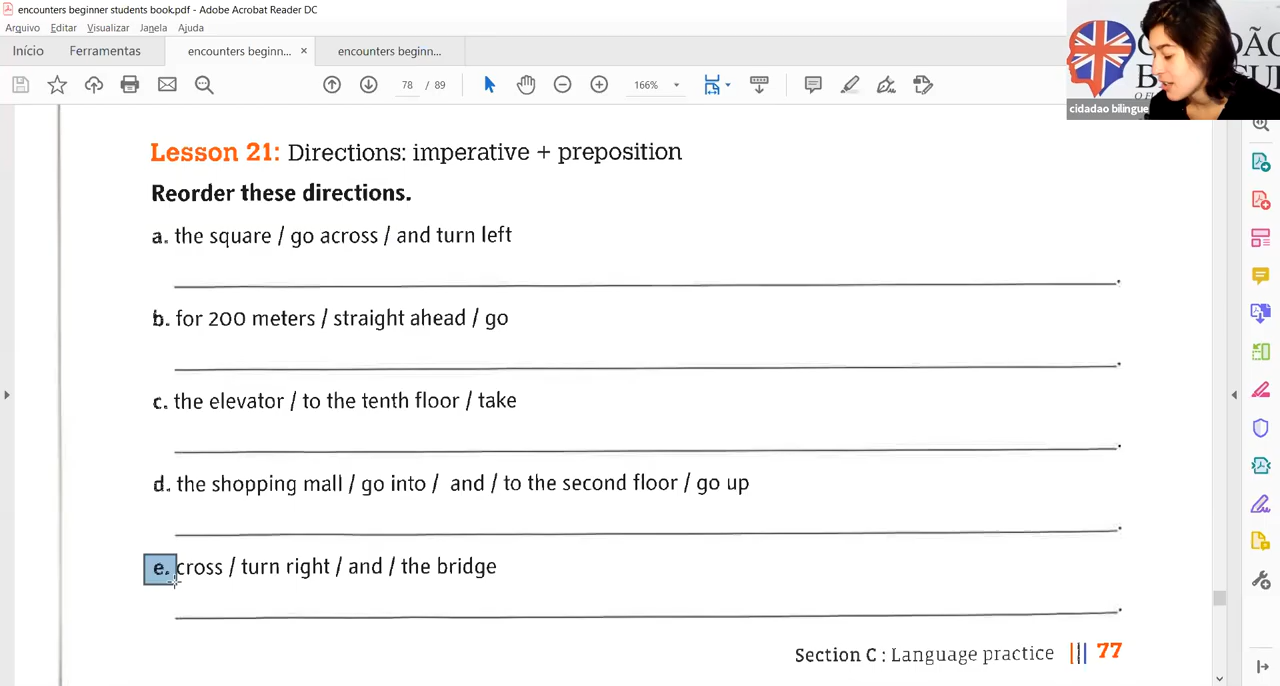 encounters beginner students book.pdf - Adobe Acrobat Reader DC
Arquivo Editar Visualizar Janela Ajuda
Início Ferramentas encounters beginn... × encounters beginn...
78 / 89 166%
cidadao bilingue
Lesson 21: Directions: imperative + preposition
Reorder these directions.
a. the square / go across / and turn left
b. for 200 meters / straight ahead / go
c. the elevator / to the tenth floor / take
d. the shopping mall / go into / and / to the second floor / go up
e. cross / turn right / and / the bridge
Section C : Language practice 77